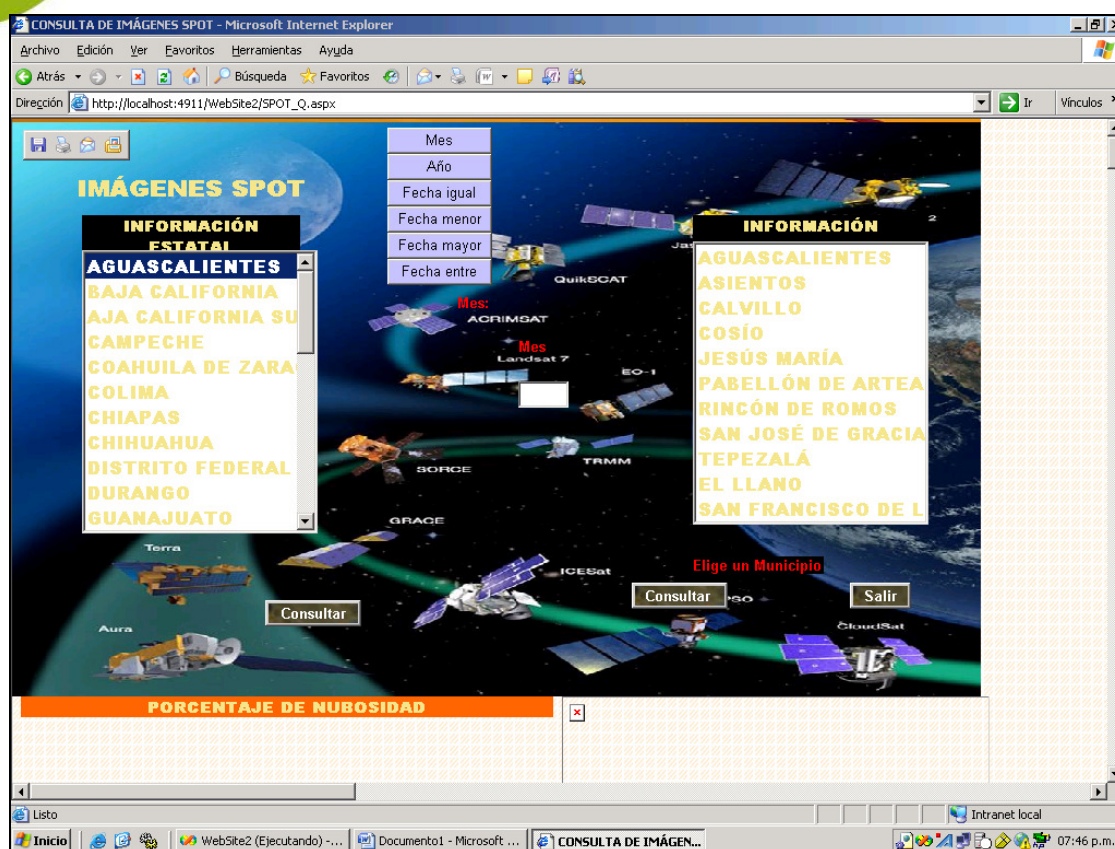 CONSULTA DE IMÁGENES SPOT - Microsoft Internet Explorer
Archivo Edición Ver Favoritos Herramientas Ayuda
Atrás Búsqueda Favoritos
Dirección http://localhost:4911/WebSite2/SPOT_Q.aspx Ir Vínculos
IMÁGENES SPOT
Mes
Año
Fecha igual
Fecha menor
Fecha mayor
Fecha entre
INFORMACIÓN
ESTATAL
AGUASCALIENTES
BAJA CALIFORNIA
AJA CALIFORNIA SU
CAMPECHE
COAHUILA DE ZARA
COLIMA
CHIAPAS
CHIHUAHUA
DISTRITO FEDERAL
DURANGO
GUANAJUATO
Mes:
Mes
2
Jas
QuikSCAT
ACRIMSAT
Landsat 7
EO-1
SORCE
TRMM
GRACE
Terra
ICESat
Aura
PSO
CloudSat
INFORMACIÓN
AGUASCALIENTES
ASIENTOS
CALVILLO
COSÍO
JESÚS MARÍA
PABELLÓN DE ARTEA
RINCÓN DE ROMOS
SAN JOSÉ DE GRACIA
TEPEZALÁ
EL LLANO
SAN FRANCISCO DE L
Elige un Municipio
Consultar
Consultar
Salir
PORCENTAJE DE NUBOSIDAD
Listo Intranet local
Inicio WebSite2 (Ejecutando) -... Documento1 - Microsoft ... CONSULTA DE IMÁGEN... 07:46 p.m.